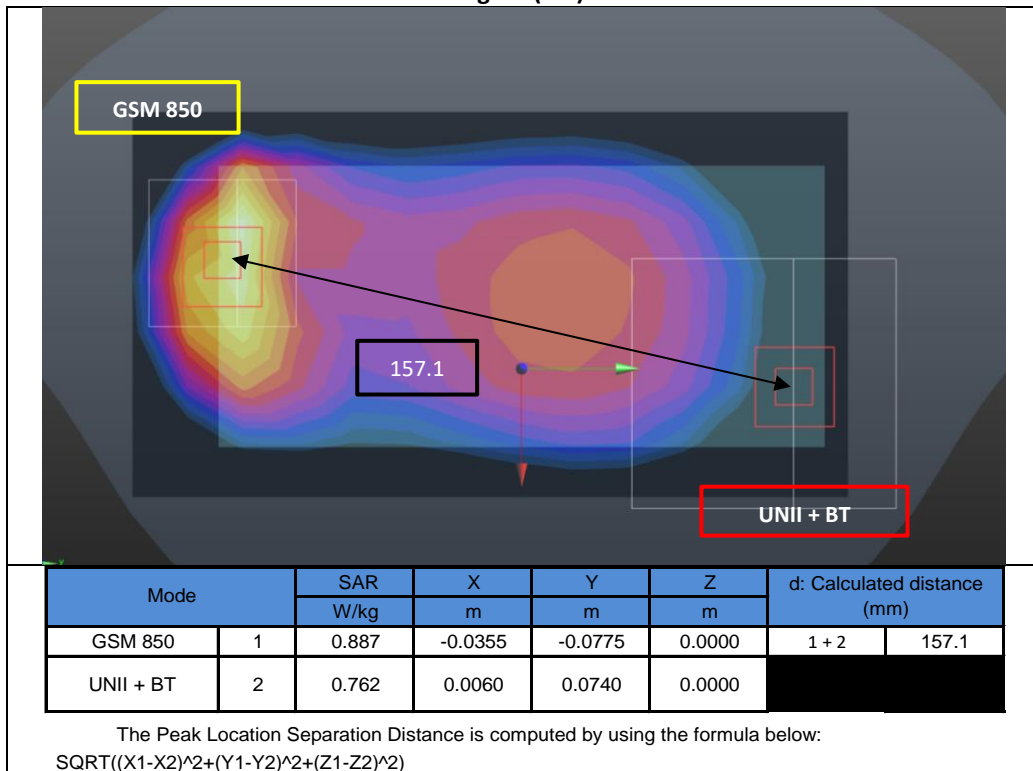 GSM 850
157.1
UNII + BT
Mode SAR X Y Z d: Calculated distance
(mm)
W/kg m m m
GSM 850 1 0.887 -0.0355 -0.0775 0.0000 1 + 2 157.1
UNII + BT 2 0.762 0.0060 0.0740 0.0000
The Peak Location Separation Distance is computed by using the formula below:
SQRT((X1-X2)^2+(Y1-Y2)^2+(Z1-Z2)^2)